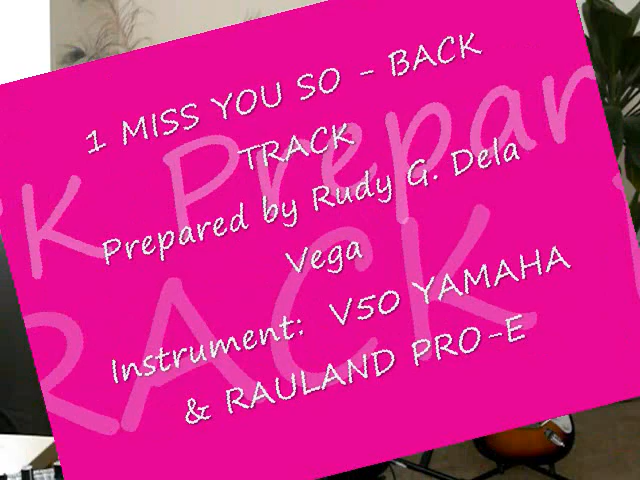 1 MISS YOU SO - BACK
TRACK
Prepared by Rudy G. Dela
Vega
Instrument: V50 YAMAHA
& RAULAND PRO-E